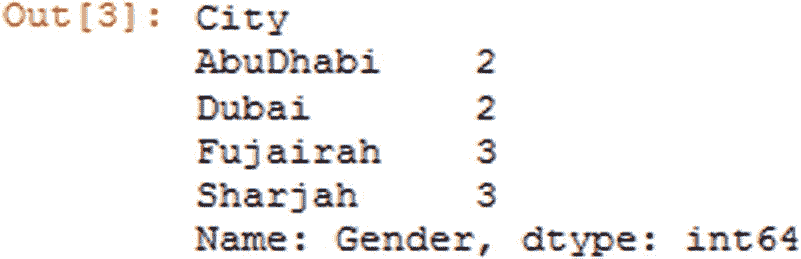 Out[3]: City
AbuDhabi 2
Dubai 2
Fujairah 3
Sharjah 3
Name: Gender, dtype: int64